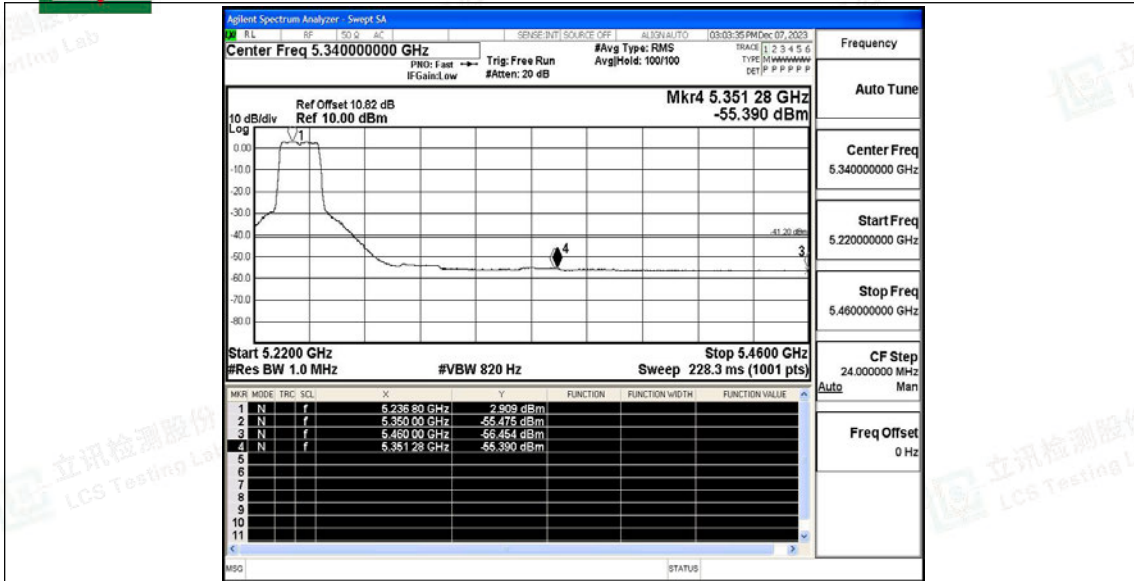 Agilent Spectrum Analyzer - Swept SA
RL RF 50 Ω AC SENSE:INT SOURCE OFF ALIGN AUTO 03:03:35 PM Dec 07, 2023
Center Freq 5.340000000 GHz
PNO: Fast
IFGain:Low
Trig: Free Run
#Atten: 20 dB
#Avg Type: RMS
Avg|Hold: 100/100
TRACE 1 2 3 4 5 6
TYPE M W W W W W
DET P P P P P P
Frequency
Auto Tune
Center Freq
5.340000000 GHz
Start Freq
5.220000000 GHz
Stop Freq
5.460000000 GHz
CF Step
24.000000 MHz
Auto Man
Freq Offset
0 Hz
Mkr4 5.351 28 GHz
-55.390 dBm
Ref Offset 10.82 dB
10 dB/div Ref 10.00 dBm
Log
1
0.00
-10.0
-20.0
-30.0
-40.0
-41.20 dBm
-50.0
4
3
-60.0
-70.0
-80.0
Start 5.2200 GHz Stop 5.4600 GHz
#Res BW 1.0 MHz #VBW 820 Hz Sweep 228.3 ms (1001 pts)
MKR MODE TRC SCL X Y FUNCTION FUNCTION WIDTH FUNCTION VALUE
1 N f 5.236 80 GHz 2.909 dBm
2 N f 5.350 00 GHz -55.475 dBm
3 N f 5.460 00 GHz -56.454 dBm
4 N f 5.351 28 GHz -55.390 dBm
5
6
7
8
9
10
11
MSG STATUS
立讯检测股份
LCS Testing Lab
立讯检测股份
LCS Testing L